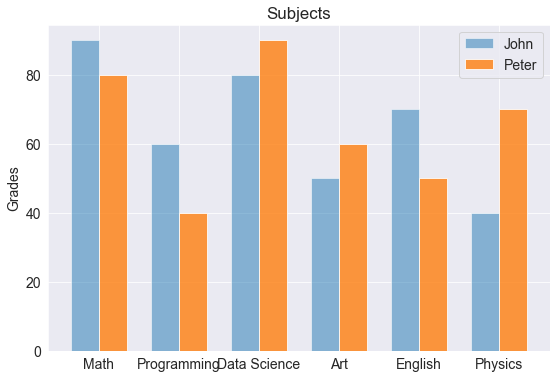 Subjects
John
Peter
Grades
80
60
40
20
0
Math Programming Data Science Art English Physics